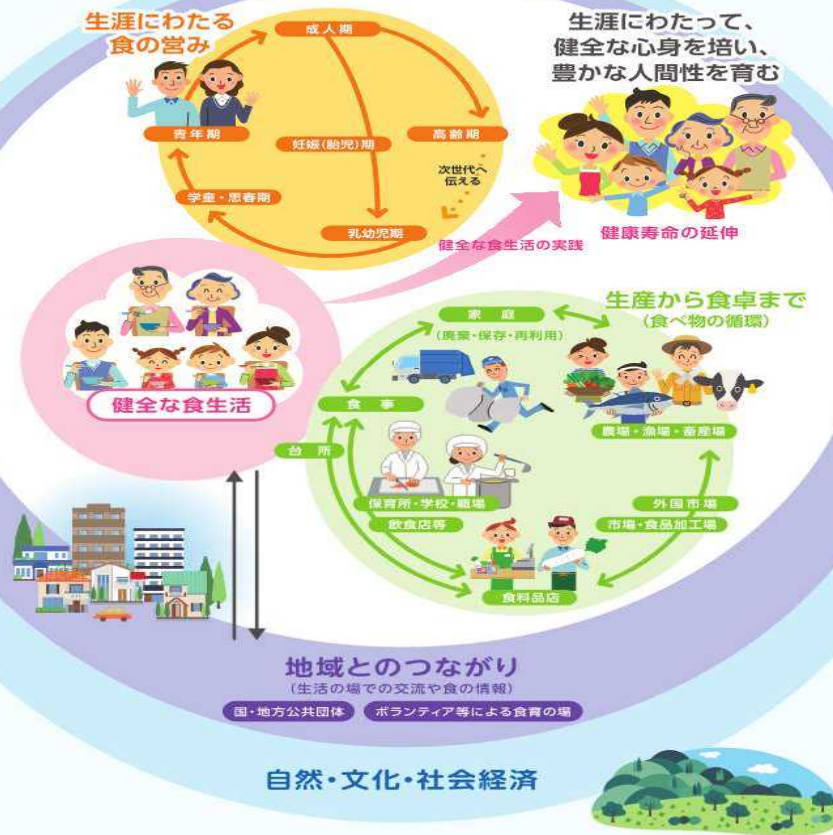 生涯にわたる
食の営み
成人期
青年期
妊娠(胎児)期
高齢期
次世代へ
伝える
学童・思春期
乳幼児期
生涯にわたって、
健全な心身を培い、
豊かな人間性を育む
健康寿命の延伸
健全な食生活の実践
健全な食生活
生産から食卓まで
(食べ物の循環)
家庭
(廃棄・保存・再利用)
食事
農場・漁場・畜産場
台所
保育所・学校・職場
飲食店等
外国市場
市場・食品加工場
食料品店
地域とのつながり
(生活の場での交流や食の情報)
国・地方公共団体
ボランティア等による食育の場
自然・文化・社会経済